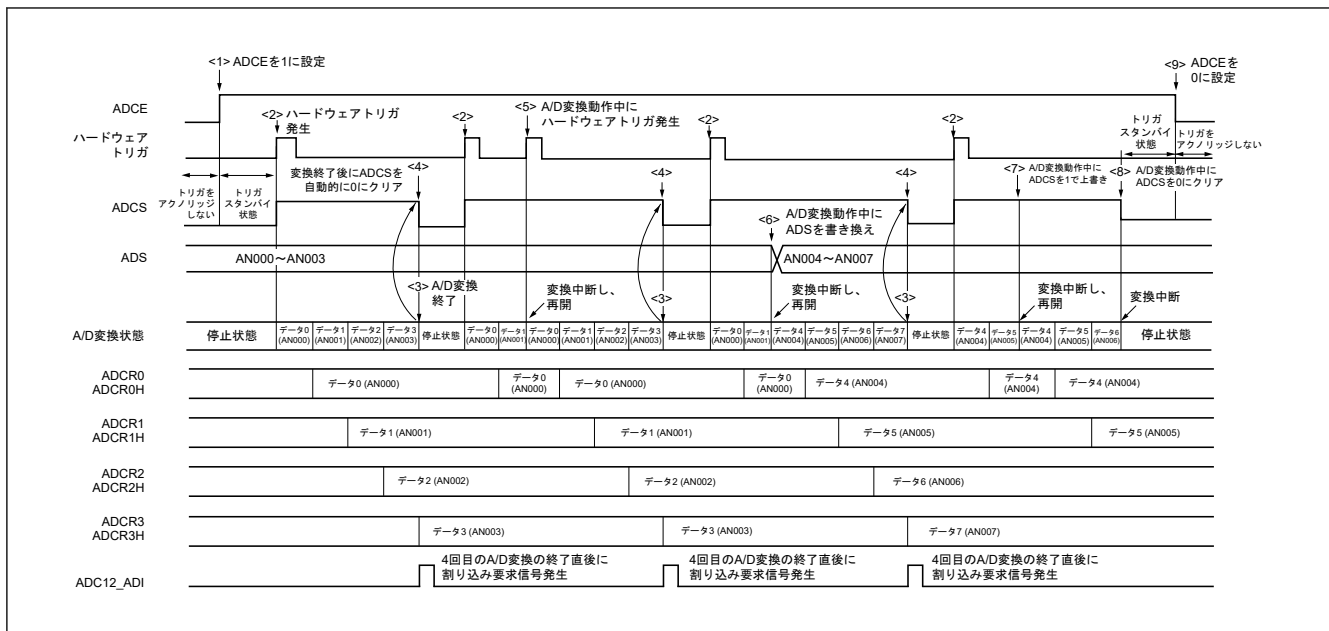 <1> ADCEを1に設定
<9> ADCEを
0に設定
ADCE
<2> ハードウェアトリガ
発生
<2>
<5> A/D変換動作中に
ハードウェアトリガ発生
<2>
<2>
トリガ
スタンバイ
状態
トリガを
アクノリッジしない
ハードウェア
トリガ
トリガを
アクノリッジ
しない
トリガ
スタンバイ
状態
変換終了後にADCSを
自動的に0にクリア
<4>
<4>
<4>
<7> A/D変換動作中に
ADCSを1で上書き
<8> A/D変換動作中に
ADCSを0にクリア
ADCS
<6> A/D変換動作中に
ADSを書き換え
ADS
AN000～AN003
AN004～AN007
<3> A/D変換
終了
変換中断し、
再開
<3>
変換中断し、
再開
<3>
変換中断し、
再開
変換中断
A/D変換状態
停止状態
データ0
(AN000)
データ1
(AN001)
データ2
(AN002)
データ3
(AN003)
停止状態
データ0
(AN000)
データ1
(AN001)
データ0
(AN000)
データ1
(AN001)
データ2
(AN002)
データ3
(AN003)
停止状態
データ0
(AN000)
データ1
(AN001)
データ4
(AN004)
データ5
(AN005)
データ6
(AN006)
データ7
(AN007)
停止状態
データ4
(AN004)
データ5
(AN005)
データ4
(AN004)
データ5
(AN005)
データ6
(AN006)
停止状態
ADCR0
ADCR0H
データ0 (AN000)
データ0
(AN000)
データ0 (AN000)
データ0
(AN000)
データ4 (AN004)
データ4
(AN004)
データ4 (AN004)
ADCR1
ADCR1H
データ1 (AN001)
データ1 (AN001)
データ5 (AN005)
データ5 (AN005)
ADCR2
ADCR2H
データ2 (AN002)
データ2 (AN002)
データ6 (AN006)
ADCR3
ADCR3H
データ3 (AN003)
データ3 (AN003)
データ7 (AN007)
ADC12_ADI
4回目のA/D変換の終了直後に
割り込み要求信号発生
4回目のA/D変換の終了直後に
割り込み要求信号発生
4回目のA/D変換の終了直後に
割り込み要求信号発生